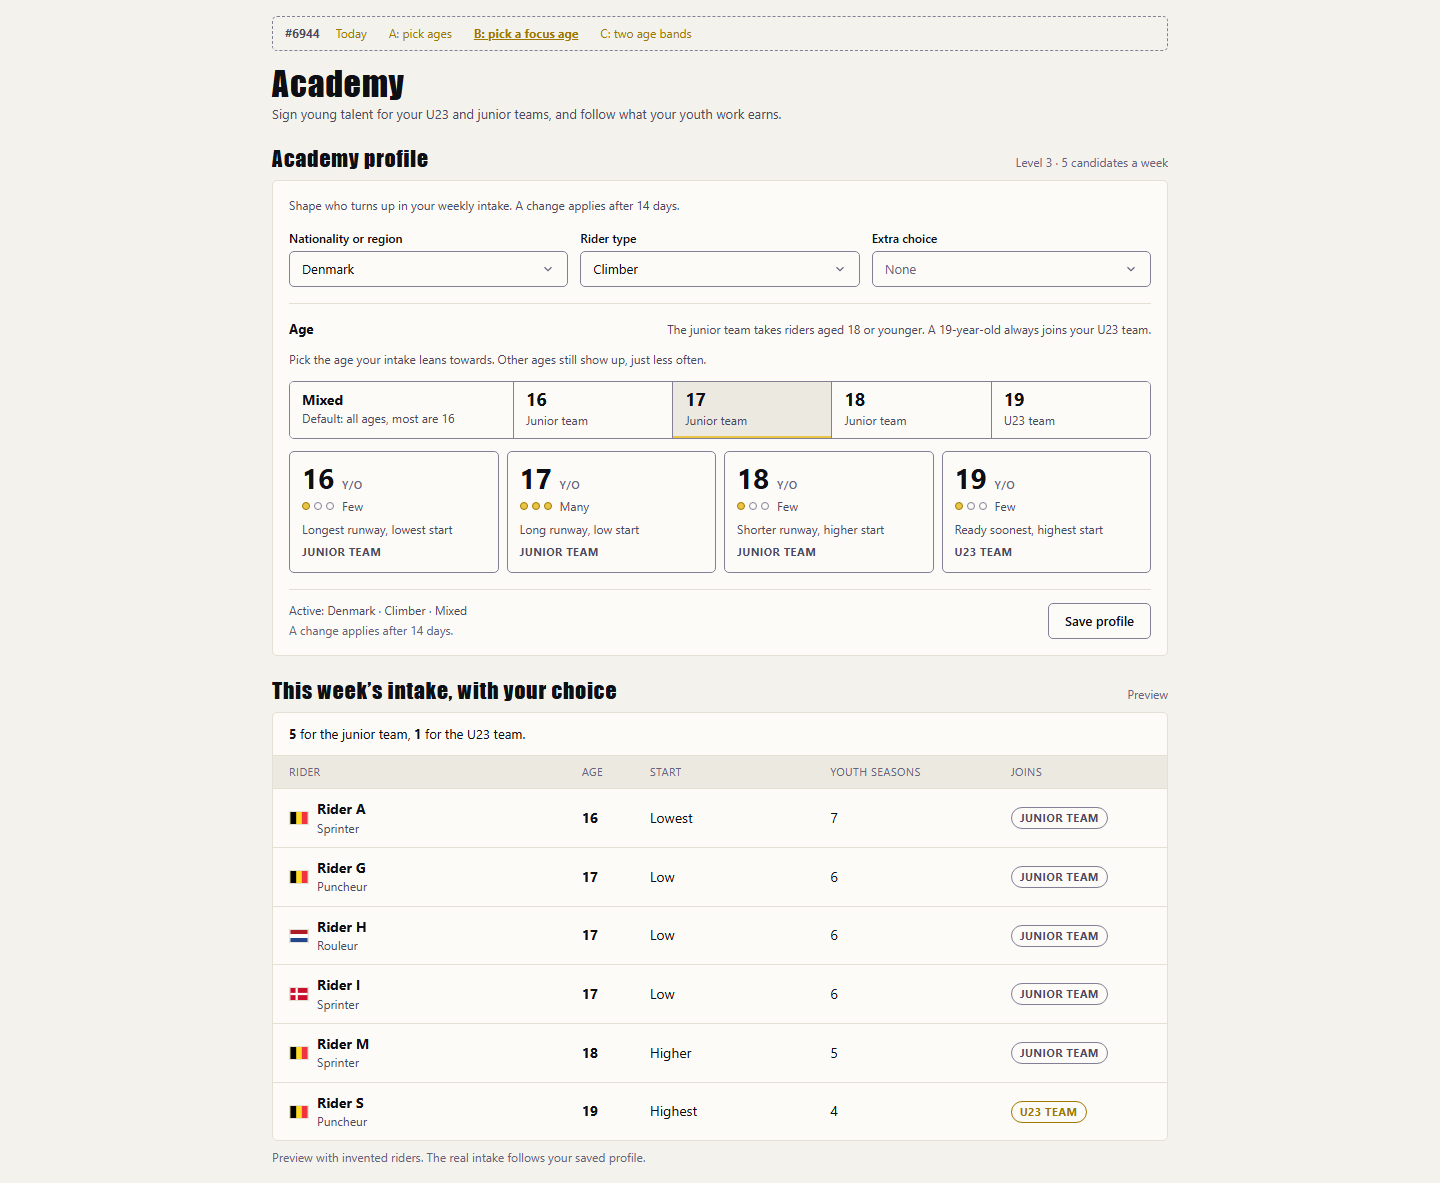 #6944 Today A: pick ages B: pick a focus age C: two age bands
Academy
Sign young talent for your U23 and junior teams, and follow what your youth work earns.
Academy profile
Level 3 · 5 candidates a week
Shape who turns up in your weekly intake. A change applies after 14 days.
Nationality or region Rider type Extra choice
Denmark Climber None
Age
The junior team takes riders aged 18 or younger. A 19-year-old always joins your U23 team.
Pick the age your intake leans towards. Other ages still show up, just less often.
Mixed 16 17 18 19
Default: all ages, most are 16 Junior team Junior team Junior team U23 team
16 Y/O 17 Y/O 18 Y/O 19 Y/O
Few Many Few Few
Longest runway, lowest start Long runway, low start Shorter runway, higher start Ready soonest, highest start
JUNIOR TEAM JUNIOR TEAM JUNIOR TEAM U23 TEAM
Active: Denmark · Climber · Mixed
A change applies after 14 days.
Save profile
This week's intake, with your choice
Preview
5 for the junior team, 1 for the U23 team.
RIDER AGE START YOUTH SEASONS JOINS
Rider A
Sprinter
16 Lowest 7 JUNIOR TEAM
Rider G
Puncheur
17 Low 6 JUNIOR TEAM
Rider H
Rouleur
17 Low 6 JUNIOR TEAM
Rider I
Sprinter
17 Low 6 JUNIOR TEAM
Rider M
Sprinter
18 Higher 5 JUNIOR TEAM
Rider S
Puncheur
19 Highest 4 U23 TEAM
Preview with invented riders. The real intake follows your saved profile.